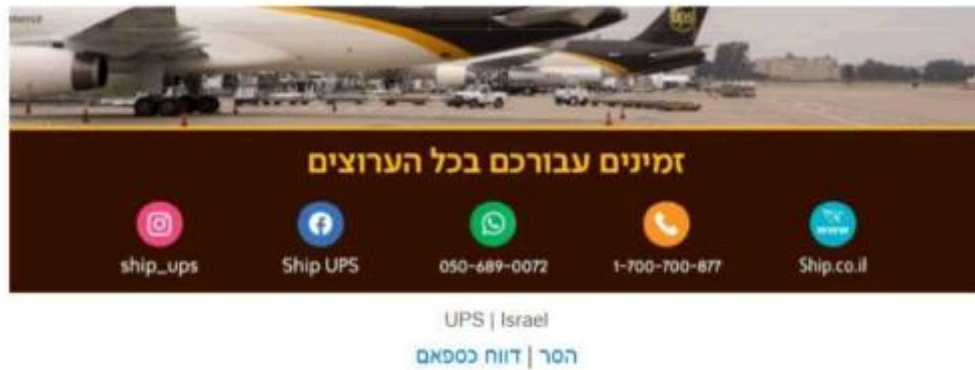 ups
זמינים עבורכם בכל הערוצים
Ship.co.il
1-700-700-877
050-689-0072
Ship UPS
ship_ups
UPS | Israel
הסר | דווח כספאם